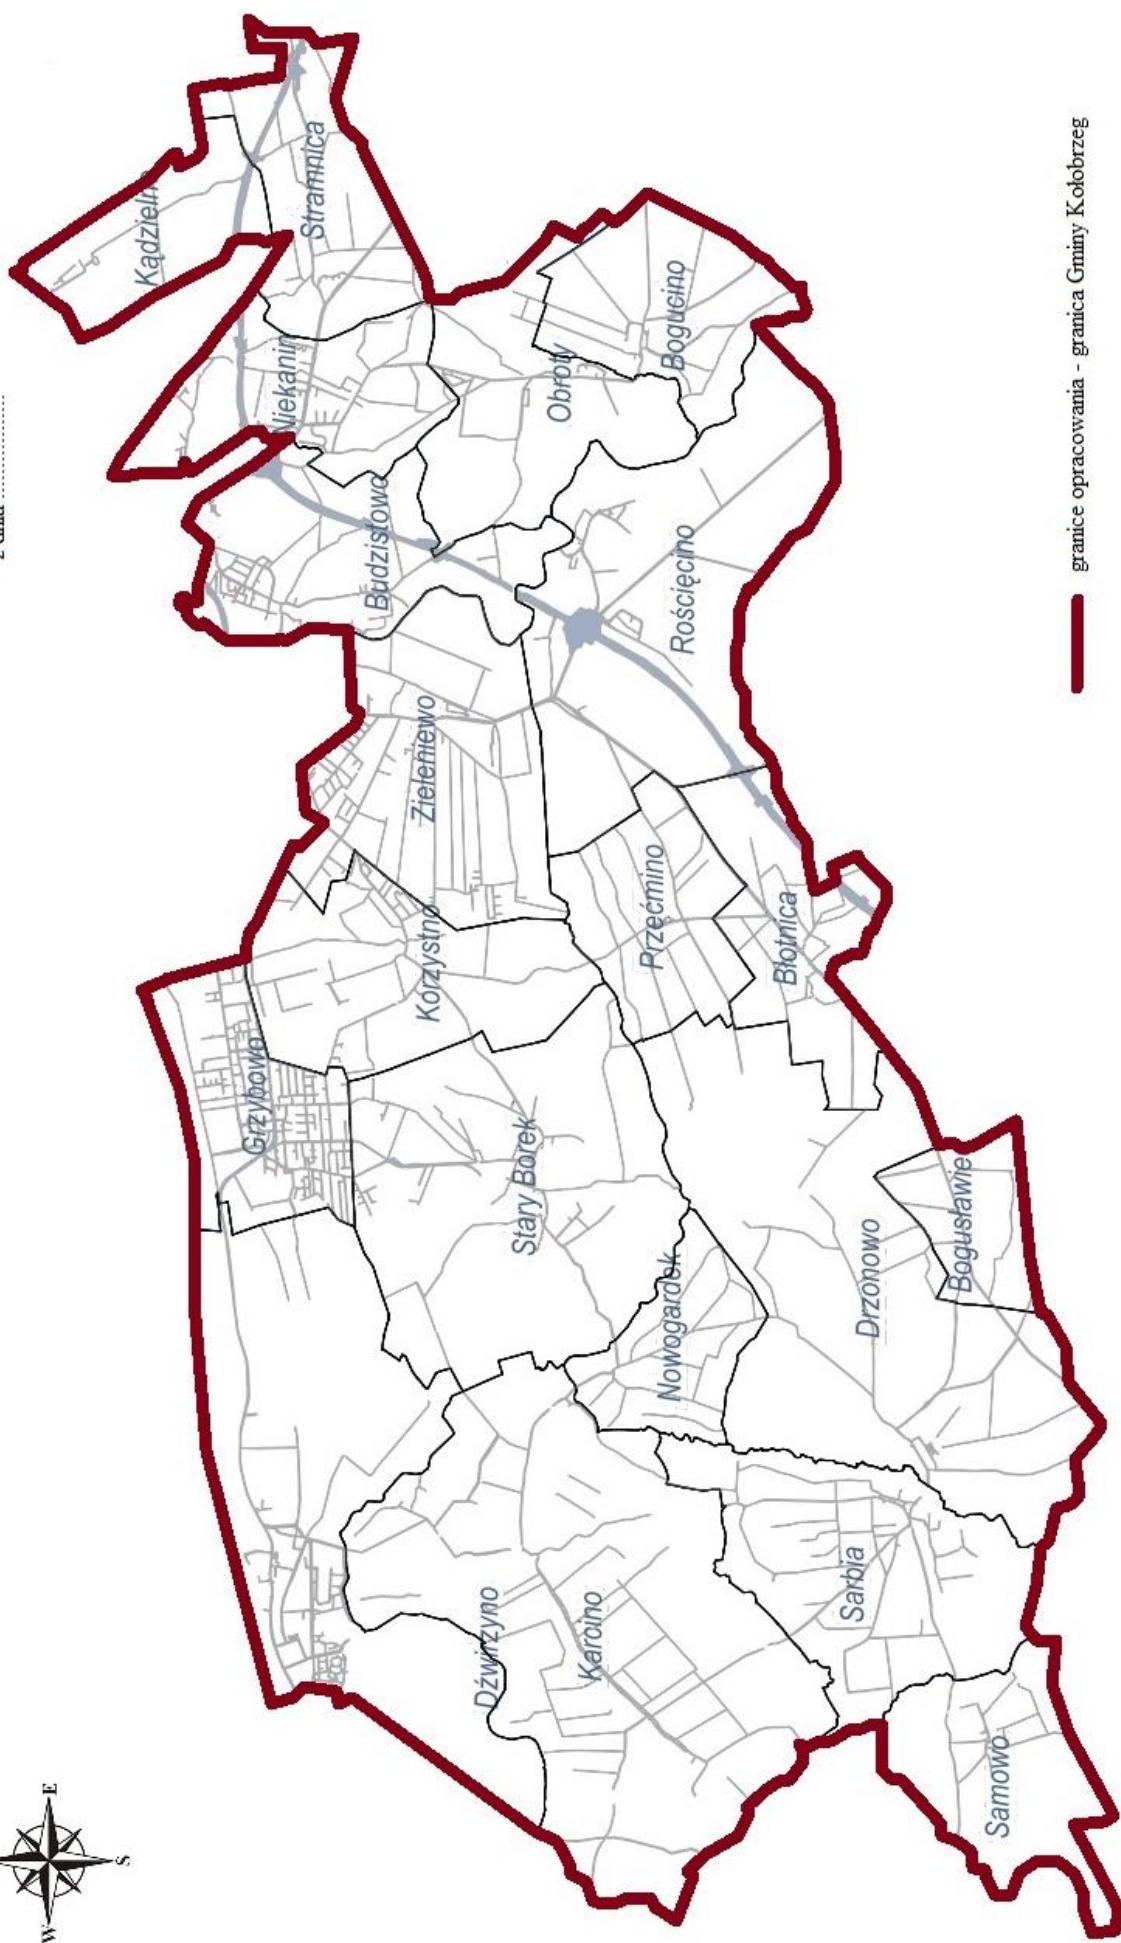 z dnia ................
W
E
S
Grzybowo
Niekanin
Stramnica
Budzistowo
Zieleniewo
Korzystno
Dźwirzyno
Stary Borek
Obroty
Karcino
Przećmino
Nowogardek
Bogucino
Rościęcino
Błotnica
Sarbia
Drzonowo
Bogusławie
Samowo
granice opracowania - granica Gminy Kołobrzeg